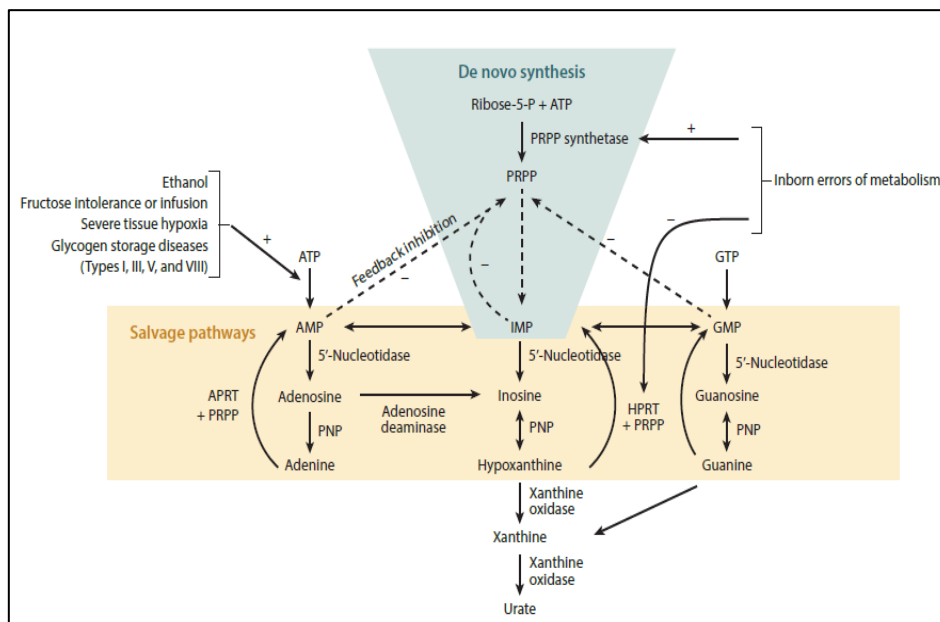 De novo synthesis
Ribose-5-P + ATP
PRPP synthetase
+
PRPP
Inborn errors of metabolism
Ethanol
Fructose intolerance or infusion
Severe tissue hypoxia
Glycogen storage diseases
(Types I, III, V, and VIII)
+
ATP
Feedback inhibition
–
–
–
–
GTP
Salvage pathways
AMP
IMP
GMP
5′-Nucleotidase
5′-Nucleotidase
5′-Nucleotidase
APRT
+ PRPP
Adenosine
Adenosine
deaminase
Inosine
HPRT
+ PRPP
Guanosine
PNP
PNP
PNP
Adenine
Hypoxanthine
Guanine
Xanthine
oxidase
Xanthine
Xanthine
oxidase
Urate